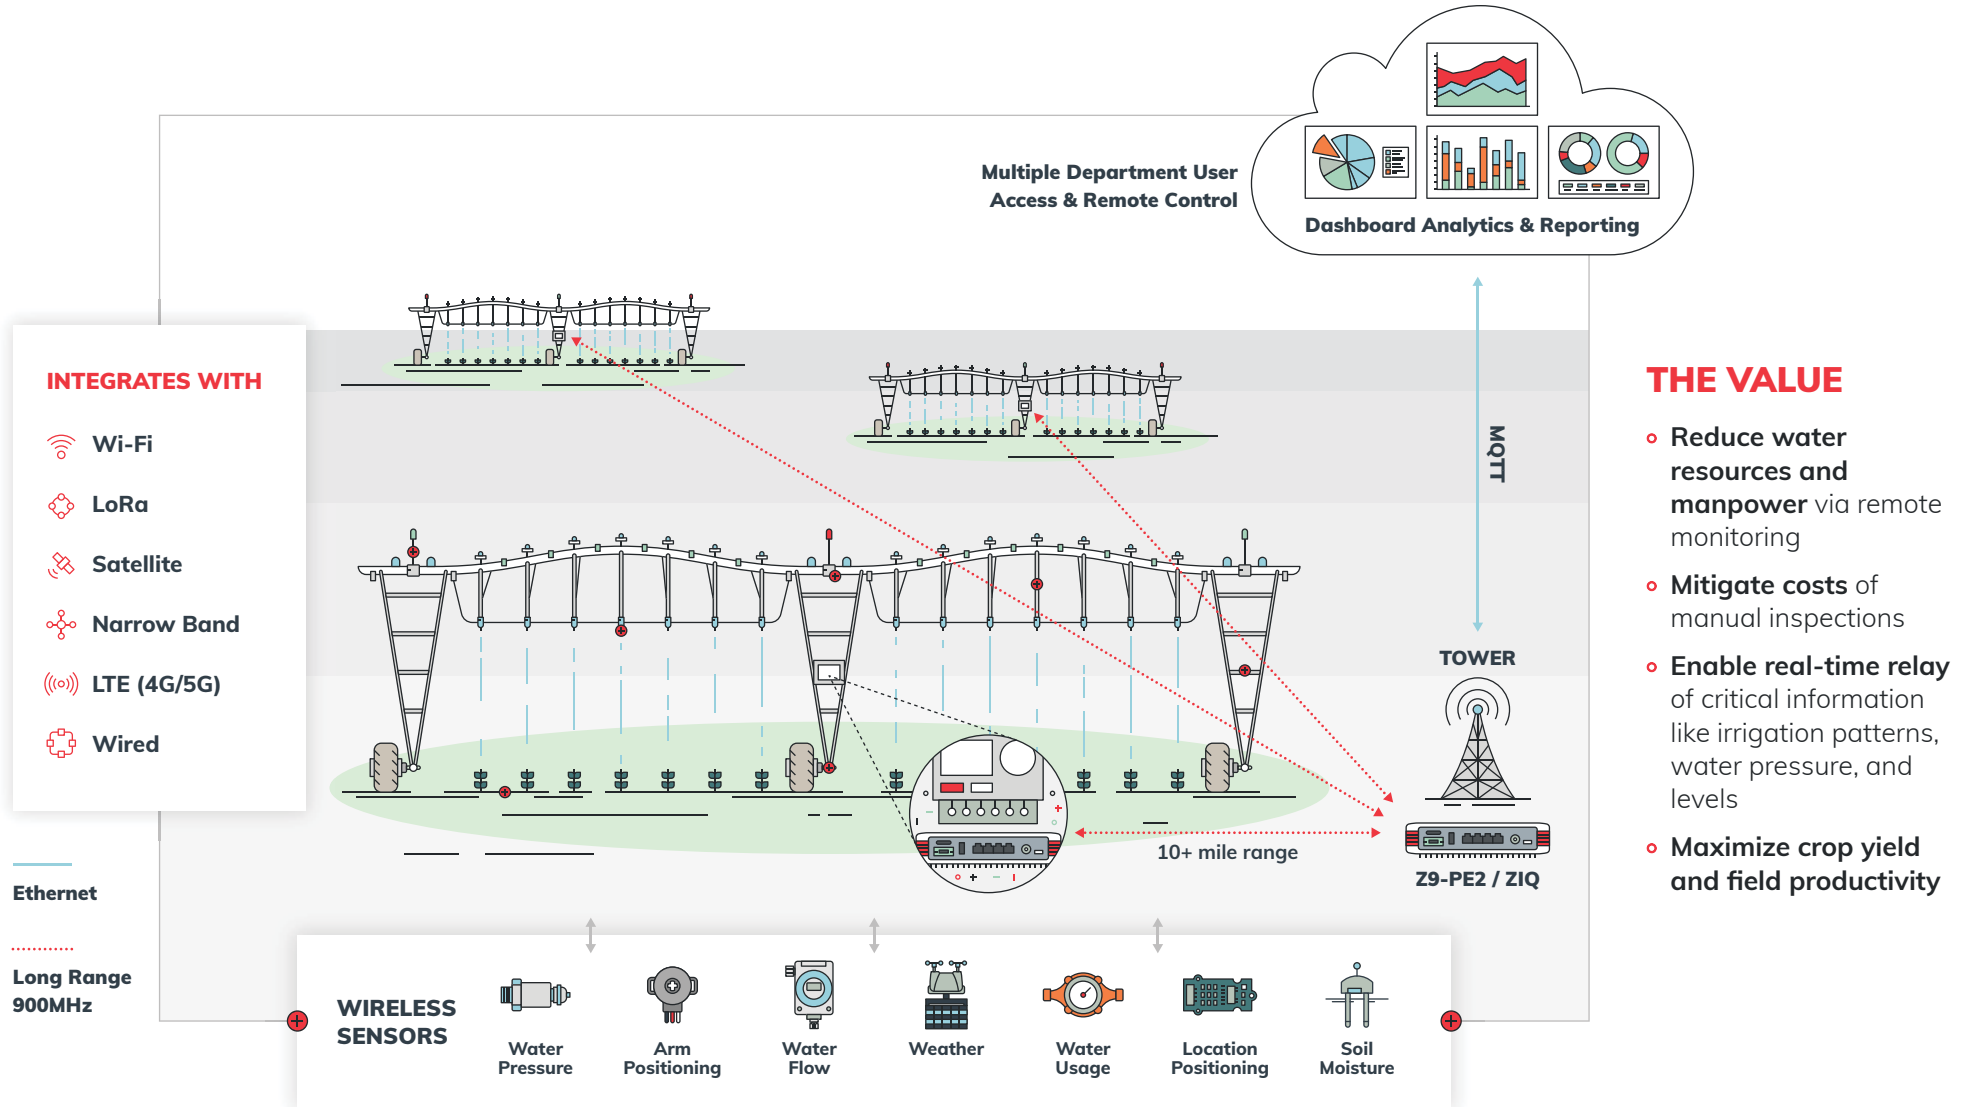 Multiple Department User
Access & Remote Control
Dashboard Analytics & Reporting
INTEGRATES WITH
Wi-Fi
LoRa
Satellite
Narrow Band
LTE (4G/5G)
Wired
Ethernet
Long Range
900MHz
MQTT
TOWER
10+ mile range
Z9-PE2 / ZIQ
THE VALUE
Reduce water
resources and
manpower via remote
monitoring
Mitigate costs of
manual inspections
Enable real-time relay
of critical information
like irrigation patterns,
water pressure, and
levels
Maximize crop yield
and field productivity
WIRELESS
SENSORS
Water
Pressure
Arm
Positioning
Water
Flow
Weather
Water
Usage
Location
Positioning
Soil
Moisture